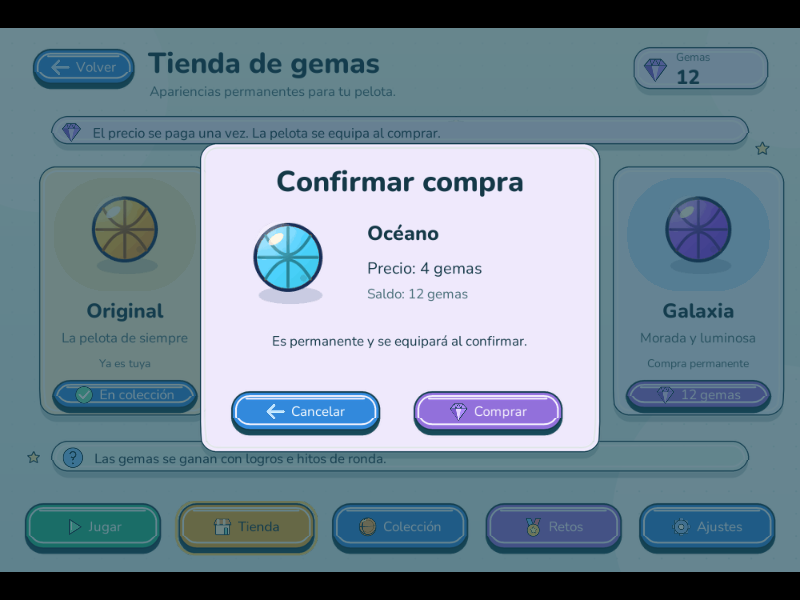 Volver
Tienda de gemas
Apariencias permanentes para tu pelota.
Gemas
12
El precio se paga una vez. La pelota se equipa al comprar.
Confirmar compra
Océano
Precio: 4 gemas
Saldo: 12 gemas
Es permanente y se equipará al confirmar.
Cancelar
Comprar
Original
La pelota de siempre
Ya es tuya
En colección
Galaxia
Morada y luminosa
Compra permanente
12 gemas
Las gemas se ganan con logros e hitos de ronda.
Jugar
Tienda
Colección
Retos
Ajustes